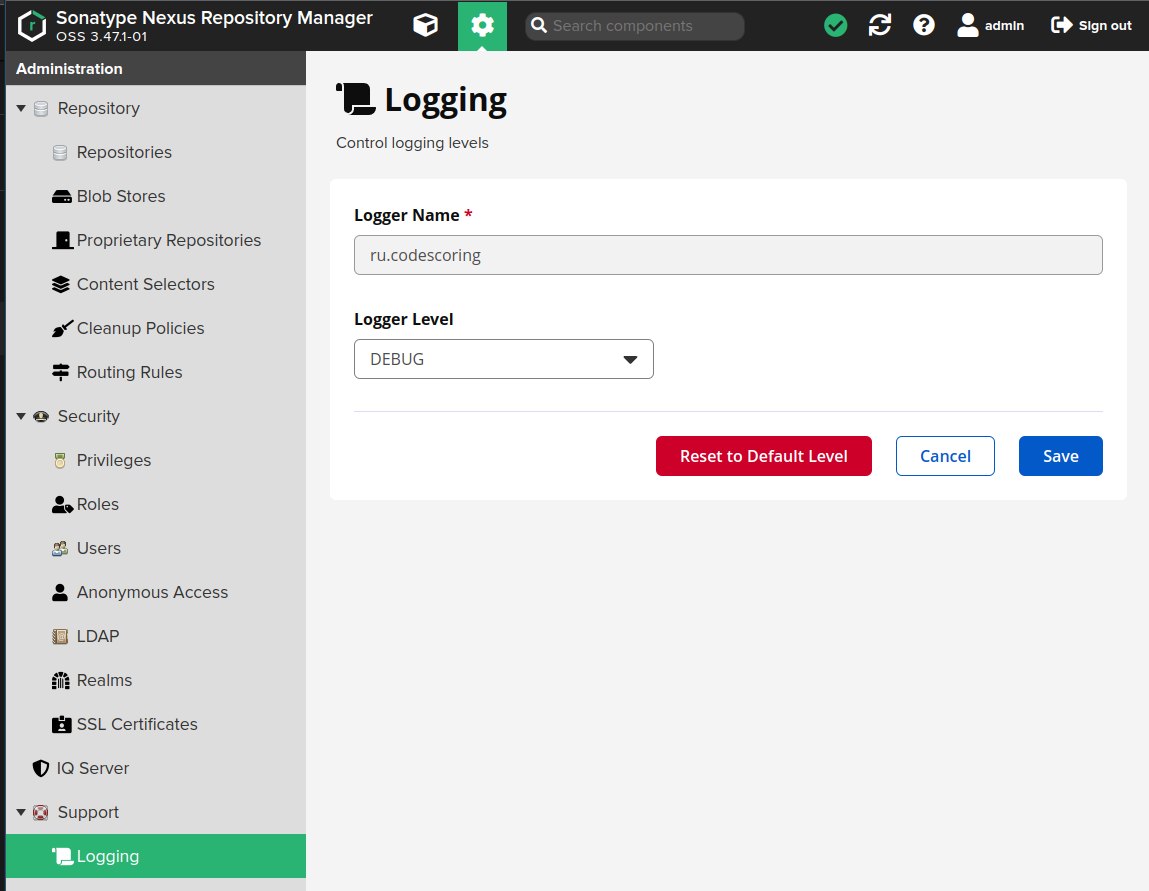 Sonatype Nexus Repository Manager
OSS 3.47.1-01
Search components
admin
Sign out
Administration
Repository
Repositories
Blob Stores
Proprietary Repositories
Content Selectors
Cleanup Policies
Routing Rules
Security
Privileges
Roles
Users
Anonymous Access
LDAP
Realms
SSL Certificates
IQ Server
Support
Logging
Logging
Control logging levels
Logger Name *
ru.codescoring
Logger Level
DEBUG
Reset to Default Level
Cancel
Save